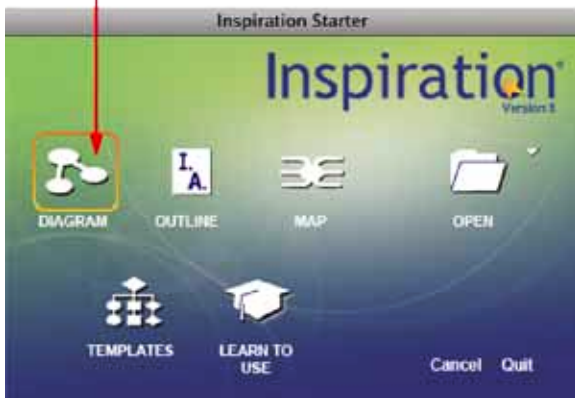 Inspiration Starter
Inspiration®
Version 8
I.
A.
DIAGRAM OUTLINE MAP OPEN
TEMPLATES LEARN TO
USE
Cancel Quit